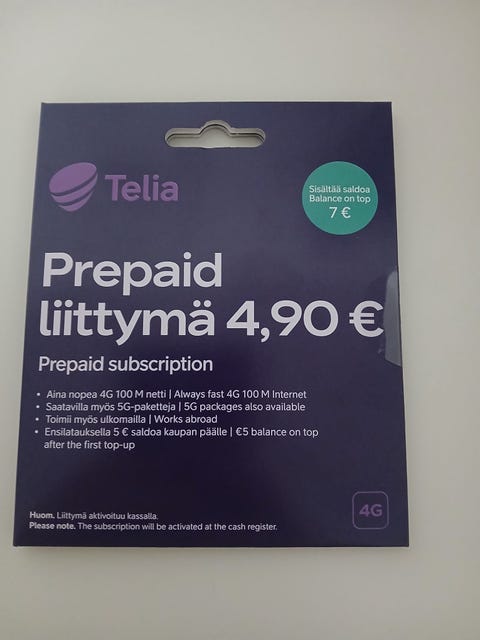 Telia
Sisältää saldoa
Balance on top
7 €
Prepaid
liittymä 4,90 €
Prepaid subscription
• Aina nopea 4G 100 M netti | Always fast 4G 100 M Internet
• Saatavilla myös 5G-paketteja | 5G packages also available
• Toimii myös ulkomailla | Works abroad
• Ensilatauksella 5 € saldoa kaupan päälle | €5 balance on top
after the first top-up
Huom. Liittymä aktivoituu kassalla.
Please note. The subscription will be activated at the cash register.
4G